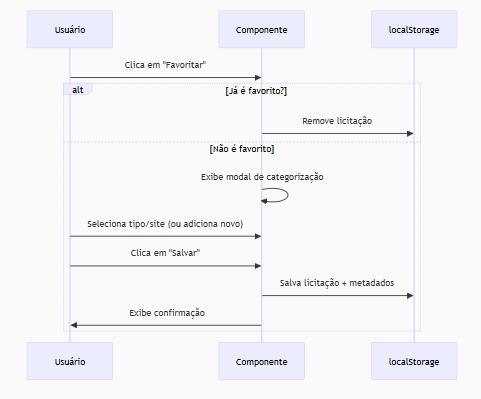 Usuário
Componente
localStorage
Clica em "Favoritar"
alt
[Já é favorito?]
Remove licitação
[Não é favorito]
Exibe modal de categorização
Seleciona tipo/site (ou adiciona novo)
Clica em "Salvar"
Salva licitação + metadados
Exibe confirmação
Usuário
Componente
localStorage